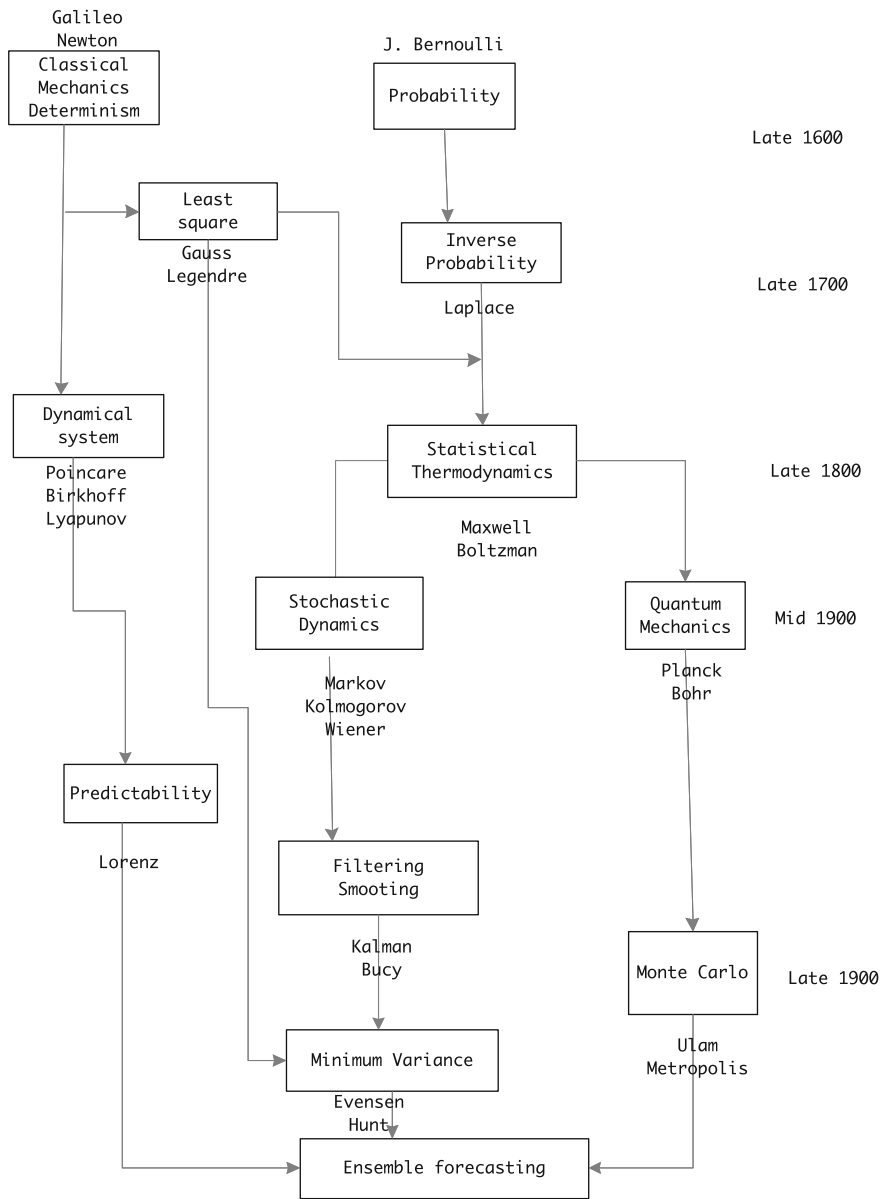 Galileo
Newton
Classical
Mechanics
Determinism
J. Bernoulli
Probability
Late 1600
Least
square
Gauss
Legendre
Inverse
Probability
Laplace
Late 1700
Dynamical
system
Poincare
Birkhoff
Lyapunov
Statistical
Thermodynamics
Maxwell
Boltzman
Late 1800
Stochastic
Dynamics
Markov
Kolmogorov
Wiener
Quantum
Mechanics
Planck
Bohr
Mid 1900
Predictability
Lorenz
Filtering
Smooting
Kalman
Bucy
Monte Carlo
Late 1900
Ulam
Metropolis
Minimum Variance
Evensen
Hunt
Ensemble forecasting